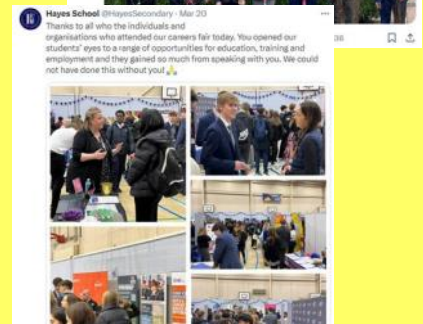 Hayes School @HayesSecondary · Mar 20
Thanks to all who the individuals and
organisations who attended our careers fair today. You opened our
students' eyes to a range of opportunities for education, training and
employment and they gained so much from speaking with you. We could
not have done this without you!